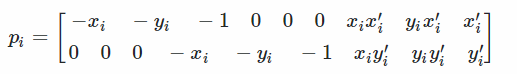 p_i = [ -x_i -y_i -1 0 0 0 x_i x'_i y_i x'_i x'_i ]
[ 0 0 0 -x_i -y_i -1 x_i y'_i y_i y'_i y'_i ]